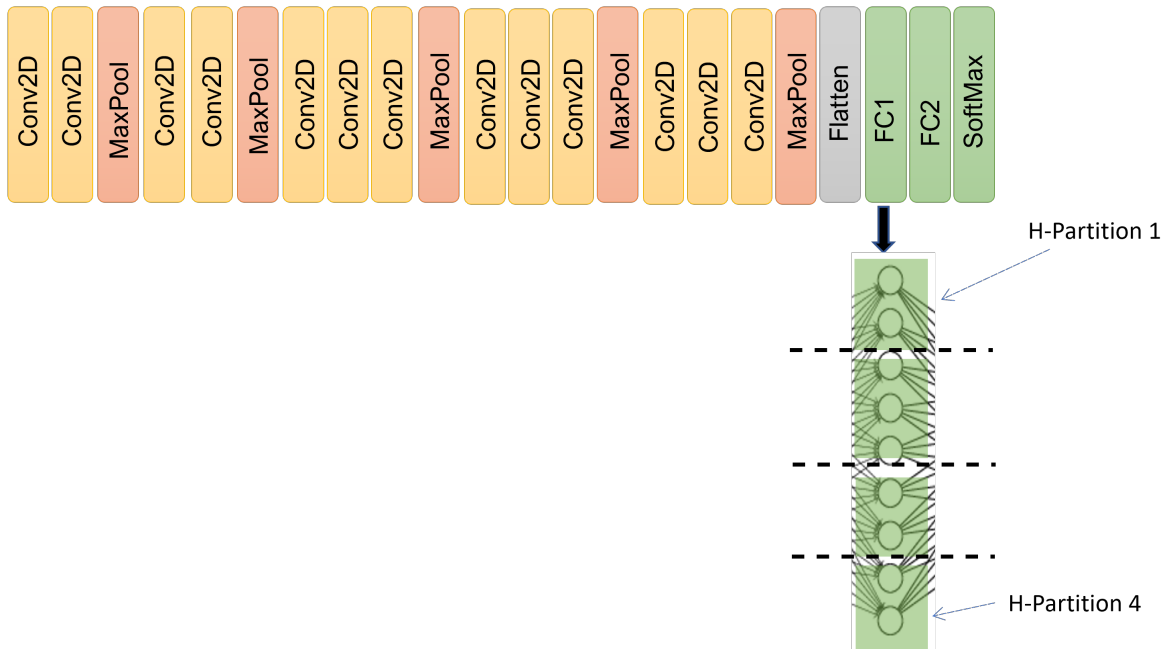 Conv2D
Conv2D
MaxPool
Conv2D
Conv2D
MaxPool
Conv2D
Conv2D
Conv2D
MaxPool
Conv2D
Conv2D
Conv2D
MaxPool
Conv2D
Conv2D
Conv2D
MaxPool
Flatten
FC1
FC2
SoftMax
H-Partition 1
H-Partition 4